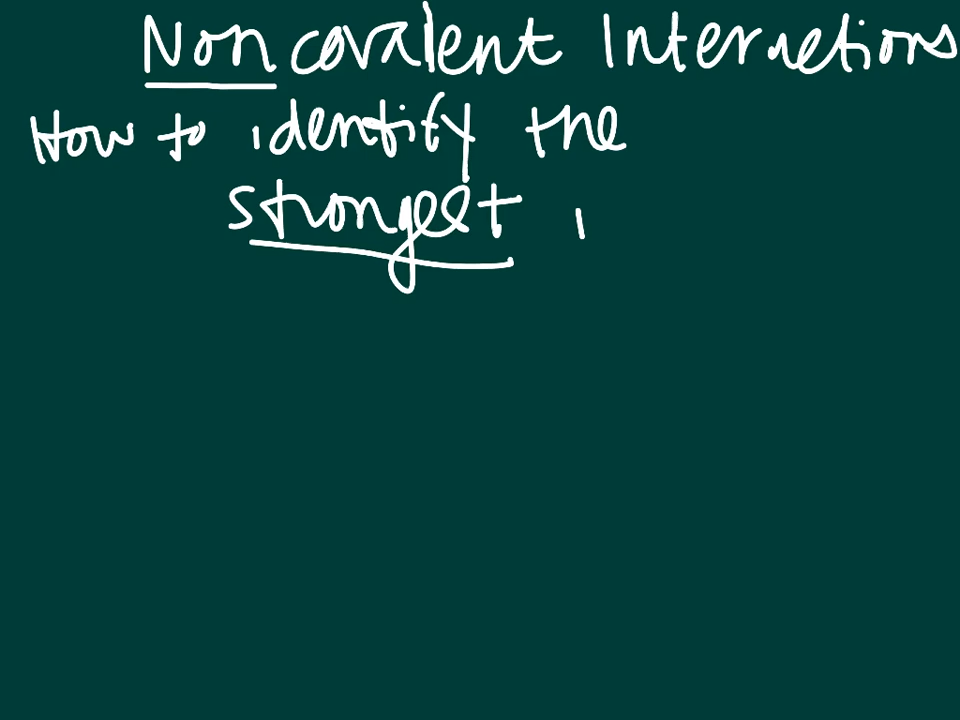 Noncovalent Interactions
How to identify the
strongest i